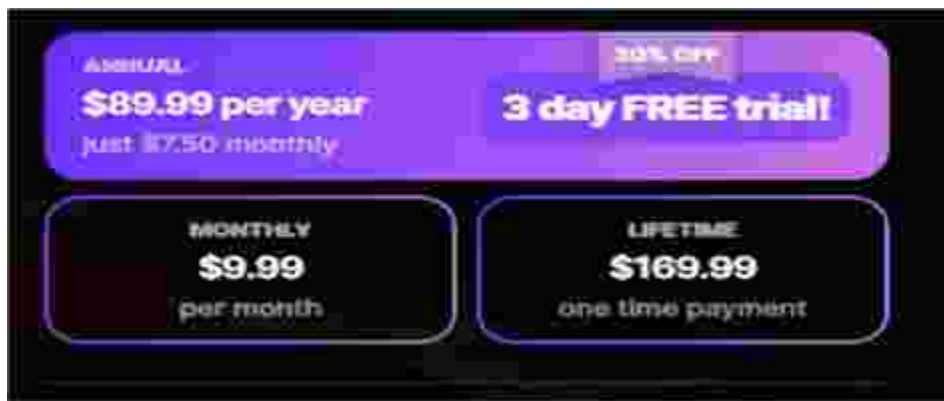 ANNUAL
$89.99 per year
just $7.50 monthly
OFF
3 day FREE trial!
MONTHLY
$9.99
per month
LIFETIME
$169.99
one time payment